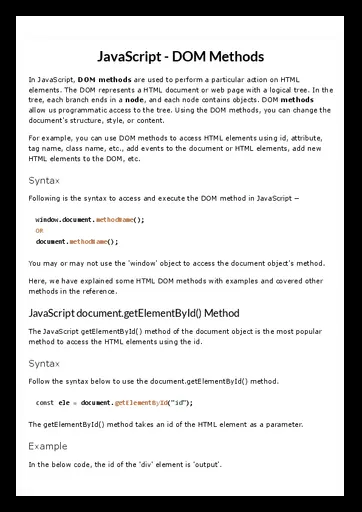 JavaScript - DOM Methods
In JavaScript, DOM methods are used to perform a particular action on HTML
elements. The DOM represents a HTML document or web page with a logical tree. In the
tree, each branch ends in a node, and each node contains objects. DOM methods
allow us programmatic access to the tree. Using the DOM methods, you can change the
document's structure, style, or content.
For example, you can use DOM methods to access HTML elements using id, attribute,
tag name, class name, etc., add events to the document or HTML elements, add new
HTML elements to the DOM, etc.
Syntax
Following is the syntax to access and execute the DOM method in JavaScript −
window.document.methodName();
OR
document.methodName();
You may or may not use the 'window' object to access the document object's method.
Here, we have explained some HTML DOM methods with examples and covered other
methods in the reference.
JavaScript document.getElementById() Method
The JavaScript getElementById() method of the document object is the most popular
method to access the HTML elements using the id.
Syntax
Follow the syntax below to use the document.getElementById() method.
const ele = document.getElementById("id");
The getElementById() method takes an id of the HTML element as a parameter.
Example
In the below code, the id of the 'div' element is 'output'.